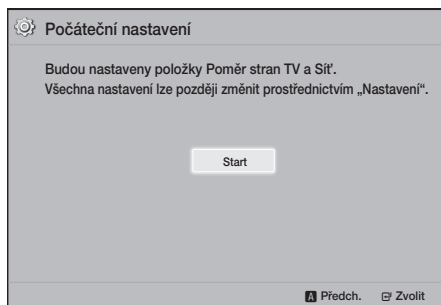 Počáteční nastavení
Budou nastaveny položky Poměr stran TV a Síť.
Všechna nastavení lze později změnit prostřednictvím „Nastavení“.
Start
A Předch. Zvolit